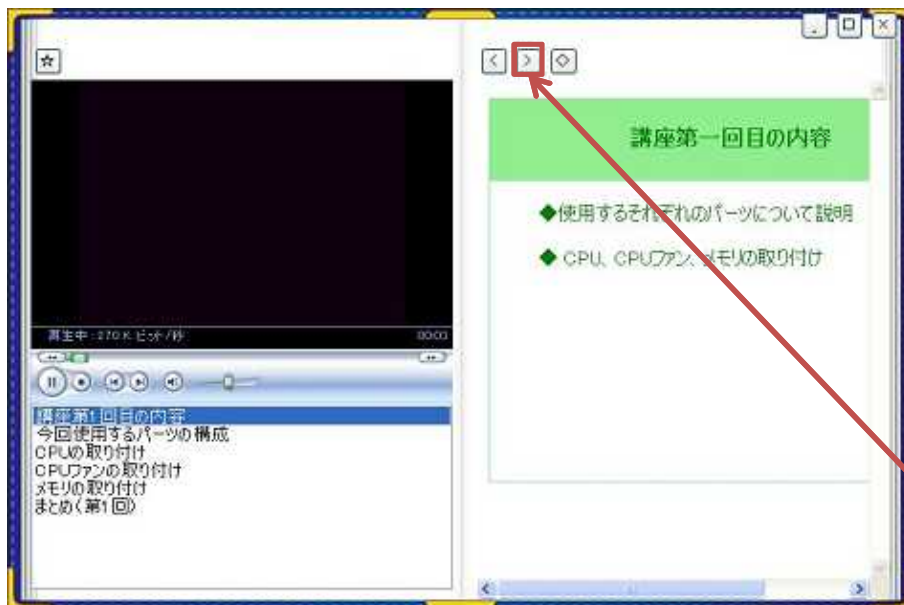 再生中:270 K ビット/秒
00:00
講座第1回目の内容
今回使用するパーツの構成
CPUの取り付け
CPUファンの取り付け
メモリの取り付け
まとめ(第1回)
講座第一回目の内容
◆使用するそれぞれのパーツについて説明
◆ CPU、CPUファン、メモリの取り付け